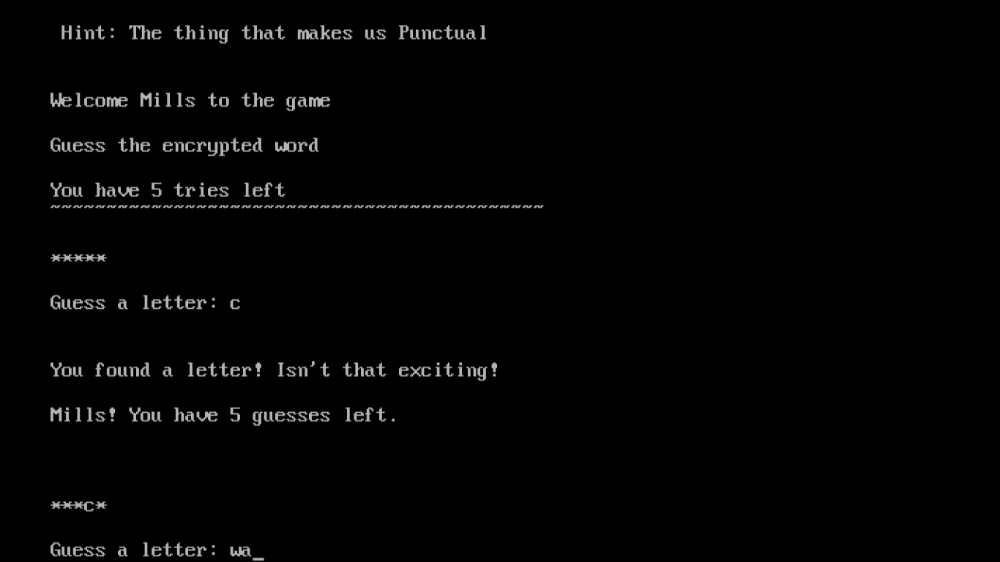 Hint: The thing that makes us Punctual
Welcome Mills to the game
Guess the encrypted word
You have 5 tries left
~~~~~~~~~~~~~~~~~~~~~~~~~~~~~~~~~~~~~~~~~~~~
*****
Guess a letter: c
You found a letter! Isn't that exciting!
Mills! You have 5 guesses left.
***c*
Guess a letter: wa_